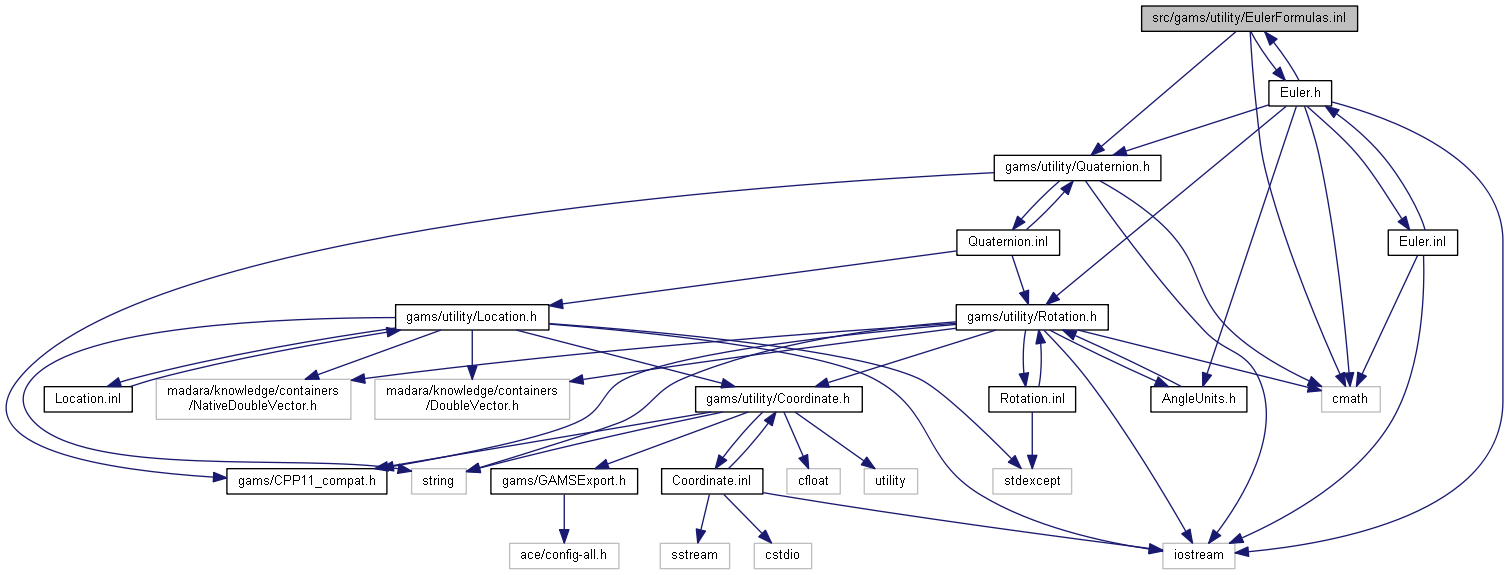 src/gams/utility/EulerFormulas.inl
Euler.h
gams/utility/Quaternion.h
Quaternion.inl
Euler.inl
gams/utility/Location.h
gams/utility/Rotation.h
Location.inl
madara/knowledge/containers
/NativeDoubleVector.h
madara/knowledge/containers
/DoubleVector.h
gams/utility/Coordinate.h
Rotation.inl
AngleUnits.h
cmath
gams/CPP11_compat.h
string
gams/GAMSExport.h
Coordinate.inl
cfloat
utility
stdexcept
ace/config-all.h
sstream
cstdio
iostream